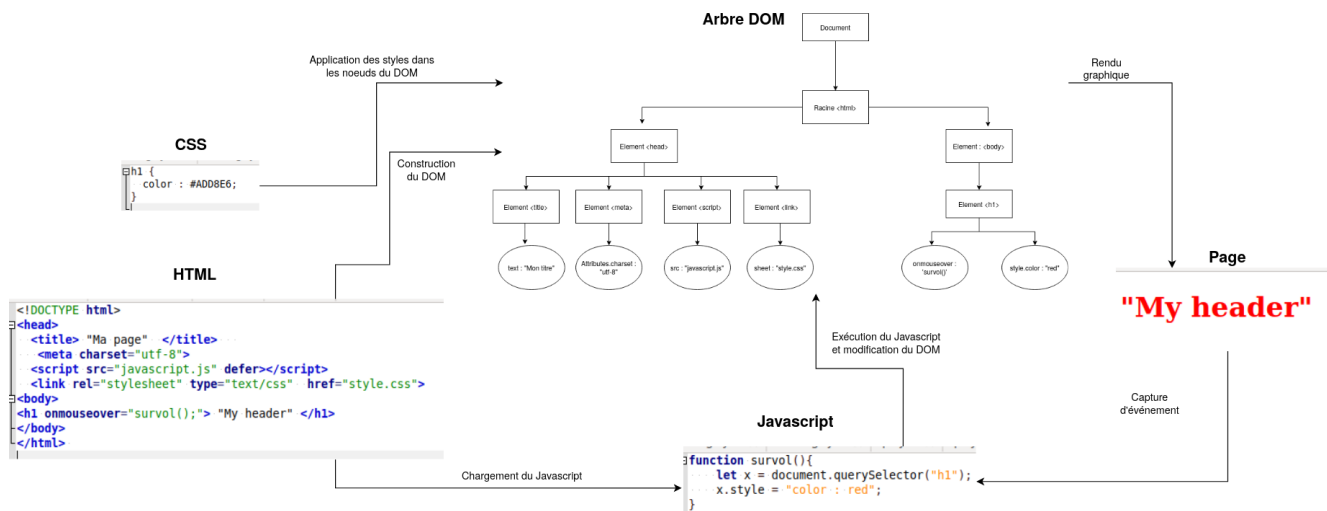 Arbre DOM
Document
Application des styles dans
les noeuds du DOM
Rendu
graphique
Racine <html>
CSS
Element <head>
Element : <body>
Construction
du DOM
h1 {
color : #ADD8E6;
}
Element <title>
Element <meta>
Element <script>
Element <link>
Element <h1>
text : "Mon titre"
Attributes.charset :
"utf-8"
src : "javascript.js"
sheet : "style.css"
onmouseover :
'survol()'
style.color : "red"
HTML
Page
<!DOCTYPE html>
<head>
<title> "Ma page" </title>
<meta charset="utf-8">
<script src="javascript.js" defer></script>
<link rel="stylesheet" type="text/css" href="style.css">
<body>
<h1 onmouseover="survol();"> "My header" </h1>
</body>
</html>
"My header"
Exécution du Javascript
et modification du DOM
Capture
d'événement
Javascript
Chargement du Javascript
function survol(){
let x = document.querySelector("h1");
x.style = "color : red";
}